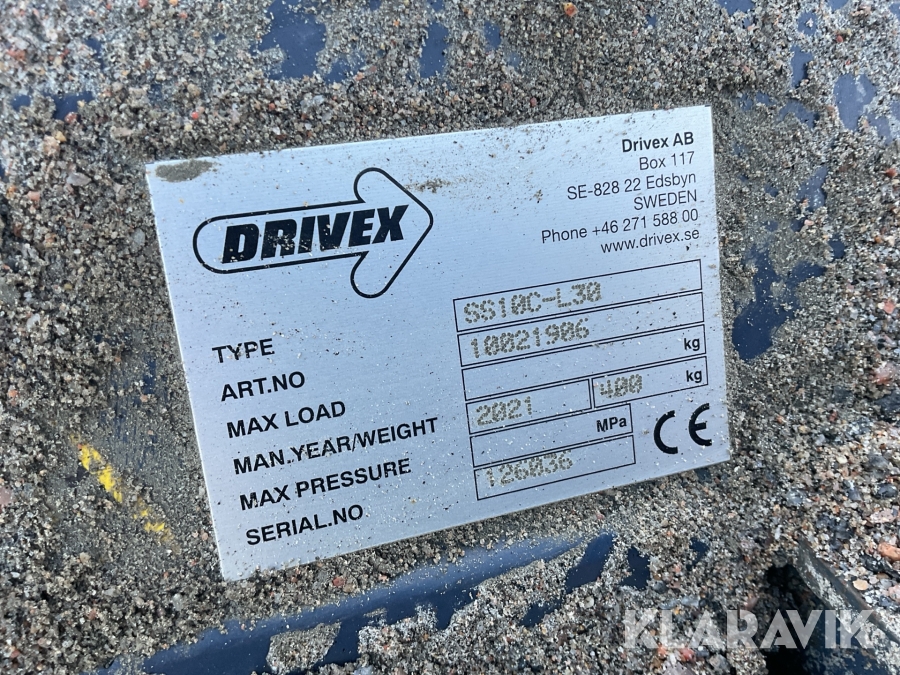 DRIVEX
Drivex AB
Box 117
SE-828 22 Edsbyn
SWEDEN
Phone +46 271 588 00
www.drivex.se
TYPE SS10C-L30
ART.NO 10021906
MAX LOAD kg
MAN.YEAR/WEIGHT 2021 400 kg
MAX PRESSURE MPa
SERIAL.NO 126036
CE
KLARAVIK